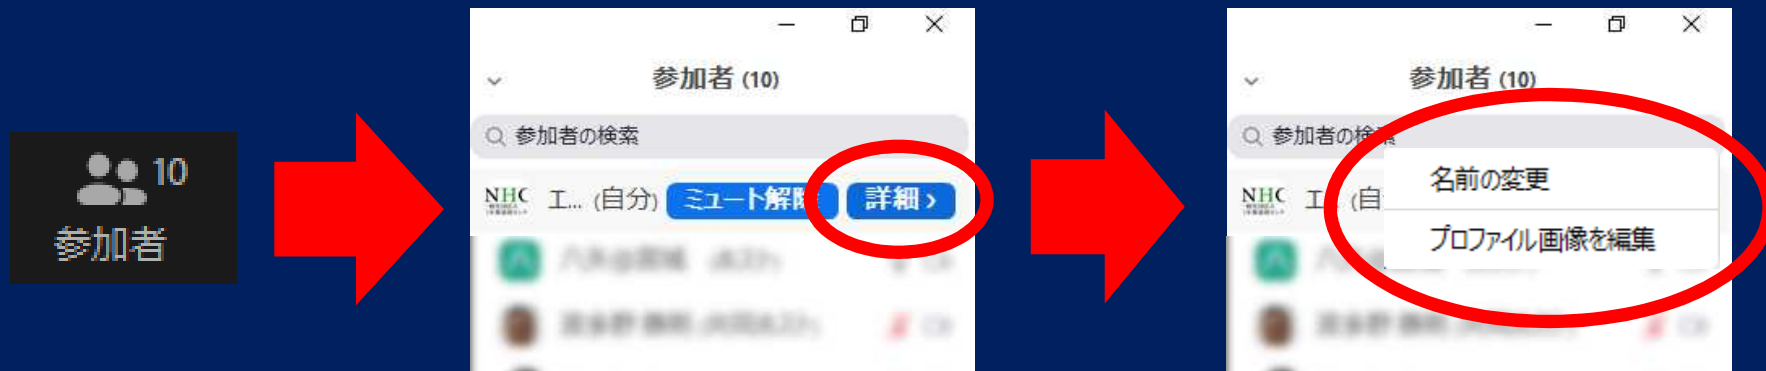 10
参加者
参加者 (10)
参加者の検索
NHC エ... (自分) ミュート解除 詳細 ›
参加者 (10)
参加者の検索
NHC エ... (自
名前の変更
プロファイル画像を編集